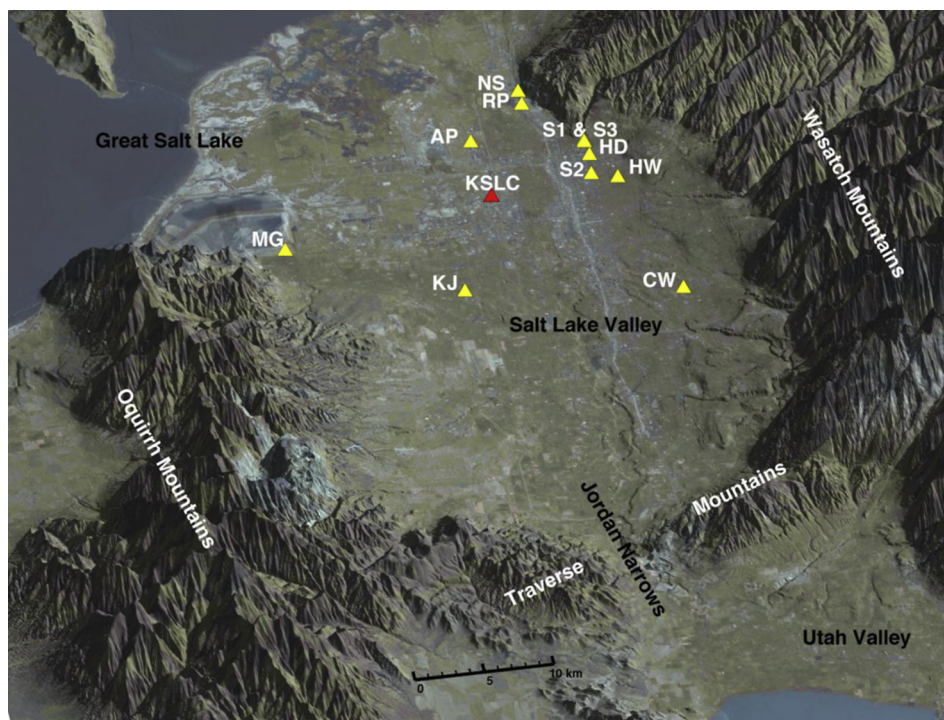 NS
RP
Great Salt Lake
AP
S1 & S3
HD
S2
HW
KSLC
Wasatch Mountains
MG
KJ
CW
Salt Lake Valley
Oquirrh Mountains
Mountains
Jordan Narrows
Traverse
Utah Valley
0 5 10 km